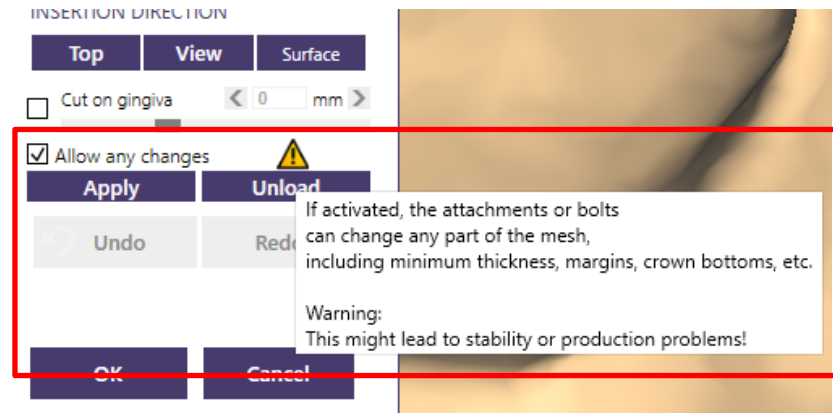 INSERTION DIRECTION
Top View Surface
Cut on gingiva 0 mm
Allow any changes
Apply Unload
If activated, the attachments or bolts
Undo
can change any part of the mesh,
including minimum thickness, margins, crown bottoms, etc.
Warning:
This might lead to stability or production problems!
OK Cancel